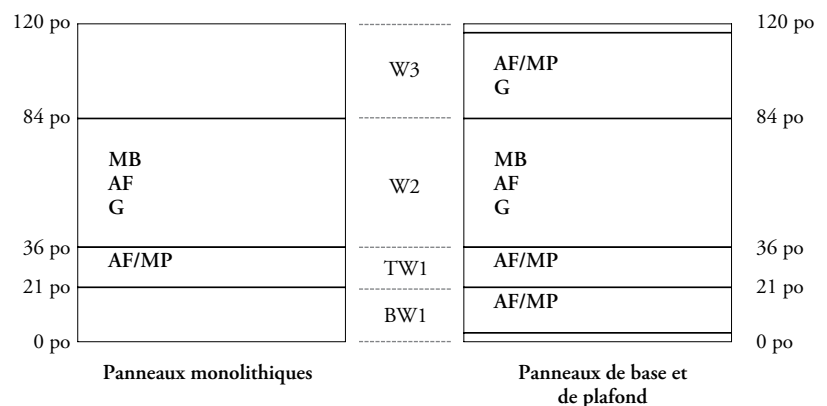 120 po
120 po
W3
AF/MP
G
84 po
84 po
MB
AF
G
W2
MB
AF
G
36 po
36 po
AF/MP
TW1
AF/MP
21 po
21 po
BW1
AF/MP
0 po
0 po
Panneaux monolithiques
Panneaux de base et
de plafond